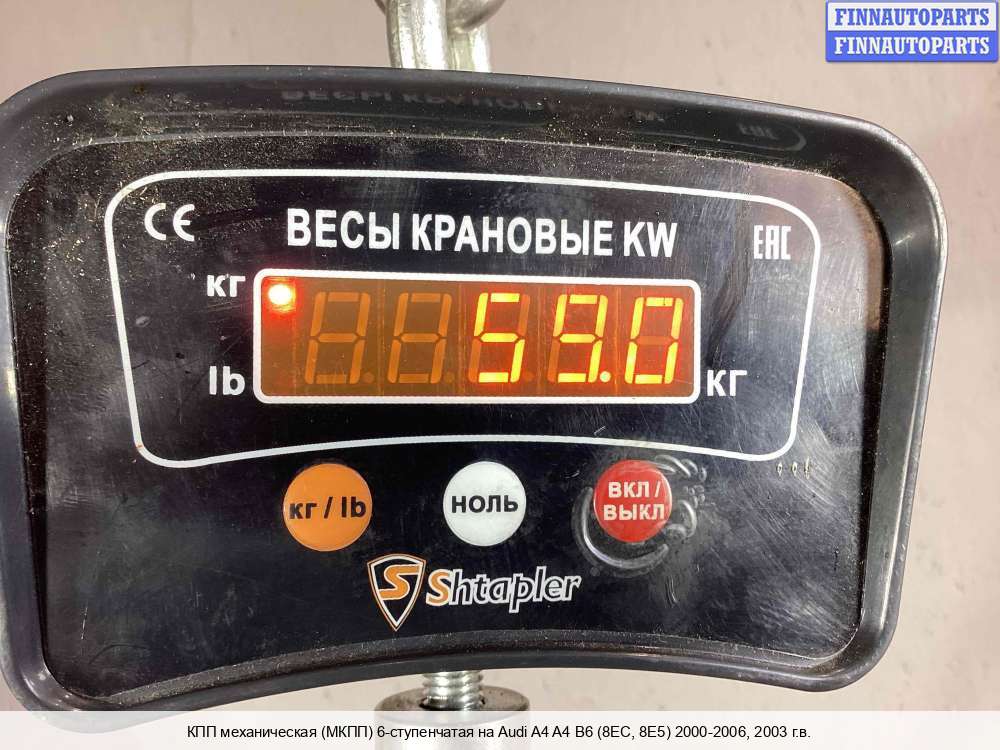 FINNAUTOPARTS
FINNAUTOPARTS
CE
ВЕСЫ КРАНОВЫЕ KW
EAC
кг
59.0
lb
кг
кг / lb
НОЛЬ
ВКЛ /
ВЫКЛ
S Shtapler
КПП механическая (МКПП) 6-ступенчатая на Audi A4 A4 B6 (8EC, 8E5) 2000-2006, 2003 г.в.